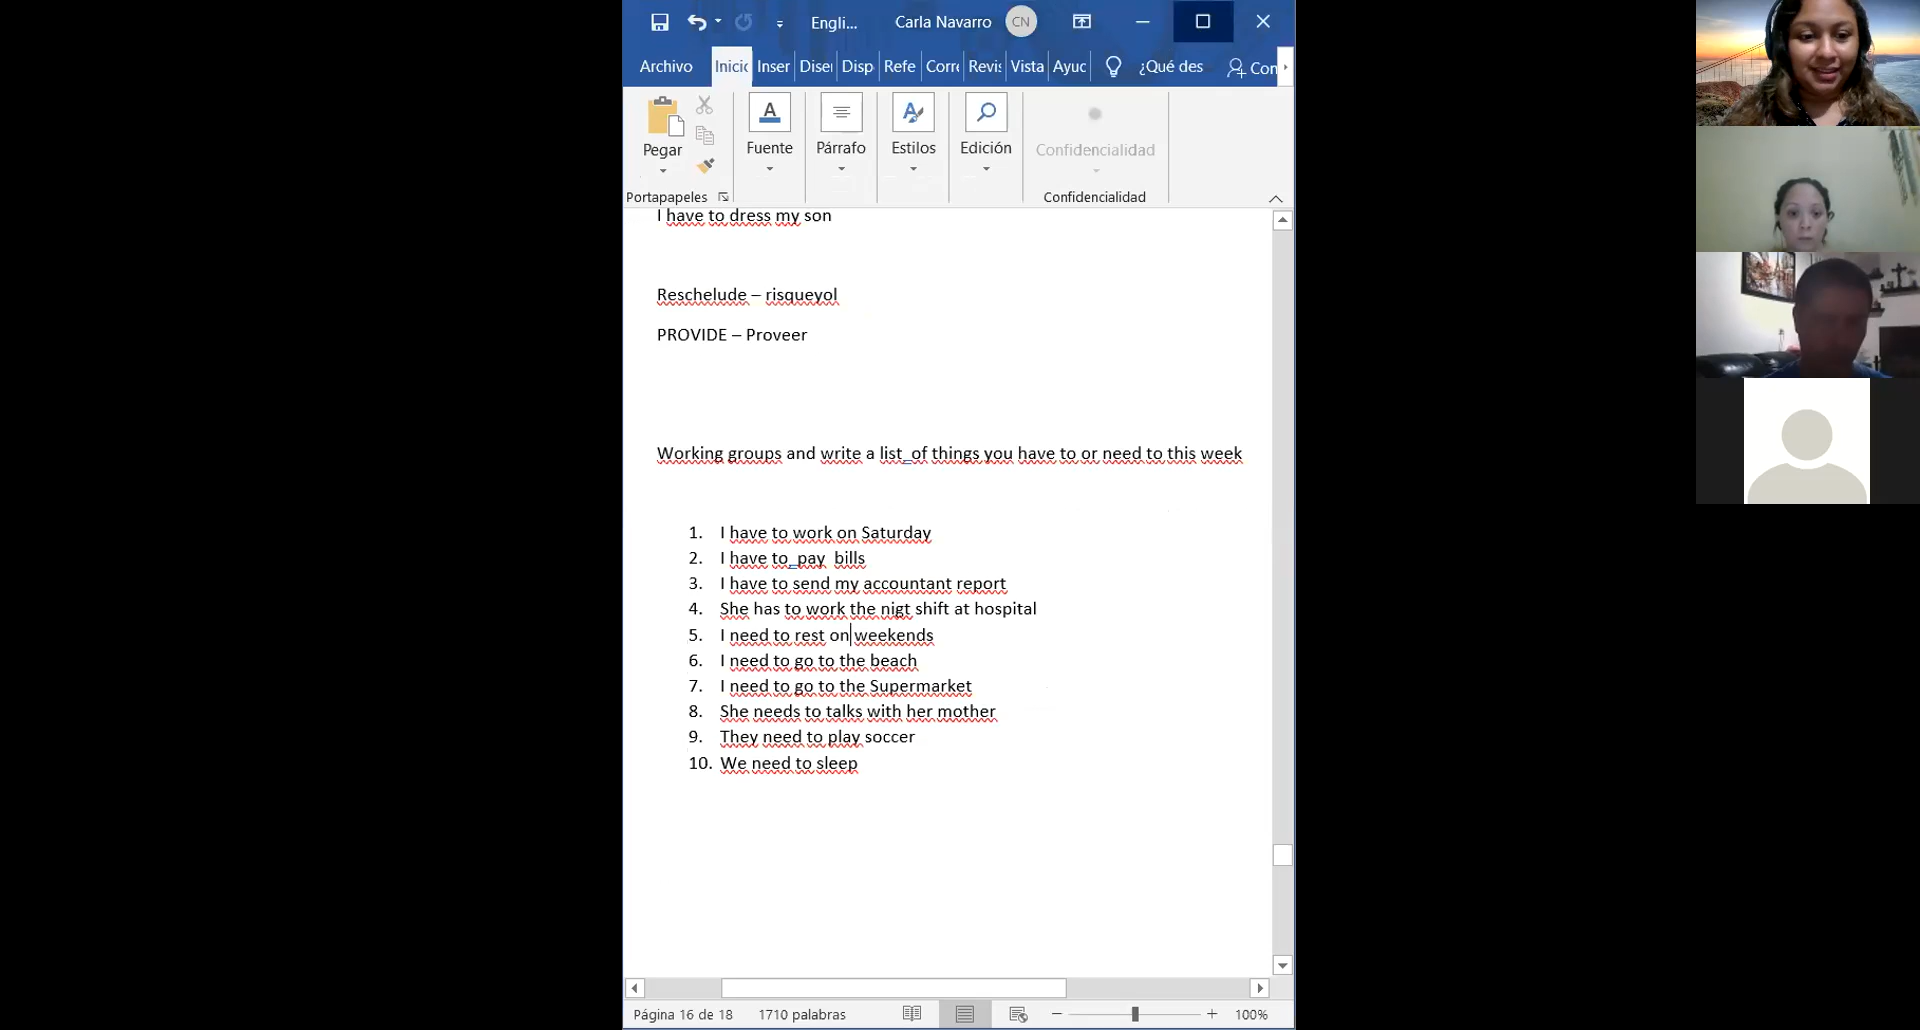 Engli... Carla Navarro CN
Archivo Inicio Inser Diseñ Disp Refe Corre Revis Vista Ayud ¿Qué des Con
Pegar Fuente Párrafo Estilos Edición Confidencialidad
Portapapeles Confidencialidad
I have to dress my son
Reschelude – risqueyol
PROVIDE – Proveer
Working groups and write a list of things you have to or need to this week
1. I have to work on Saturday
2. I have to pay bills
3. I have to send my accountant report
4. She has to work the nigt shift at hospital
5. I need to rest on weekends
6. I need to go to the beach
7. I need to go to the Supermarket
8. She needs to talks with her mother
9. They need to play soccer
10. We need to sleep
Página 16 de 18 1710 palabras 100%